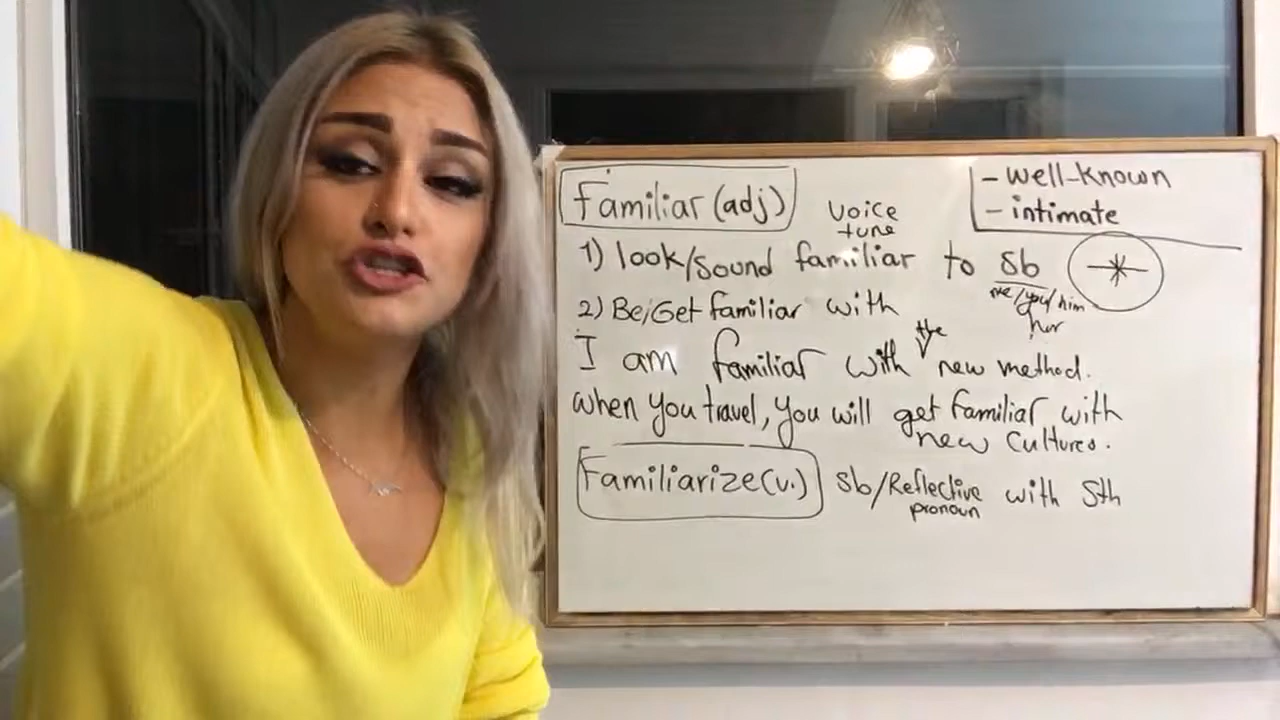 familiar (adj)
- well-known
- intimate
voice
tune
1) look/sound familiar to sb
me/you/him
her
2) Be/Get familiar with
I am familiar with the new method.
When you travel, you will get familiar with
new cultures.
Familiarize (v.) sb/Reflective with Sth
pronoun